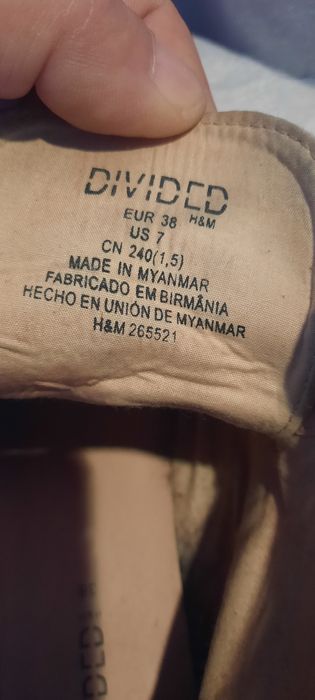 DIVIDED
H&M
EUR 38
US 7
CN 240(1,5)
MADE IN MYANMAR
FABRICADO EM BIRMÂNIA
HECHO EN UNIÓN DE MYANMAR
H&M 265521